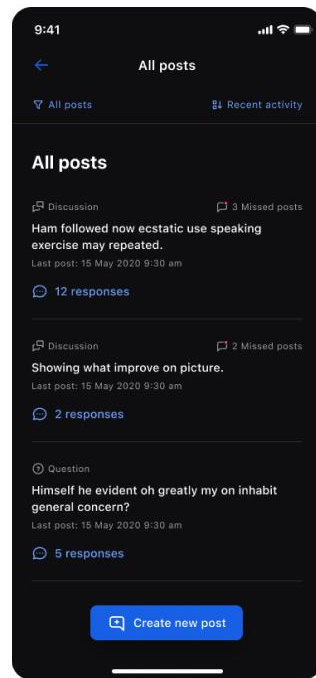 9:41
All posts
All posts
Recent activity
All posts
Discussion
3 Missed posts
Ham followed now ecstatic use speaking
exercise may repeated.
Last post: 15 May 2020 9:30 am
12 responses
Discussion
2 Missed posts
Showing what improve on picture.
Last post: 15 May 2020 9:30 am
2 responses
Question
Himself he evident oh greatly my on inhabit
general concern?
Last post: 15 May 2020 9:30 am
5 responses
Create new post